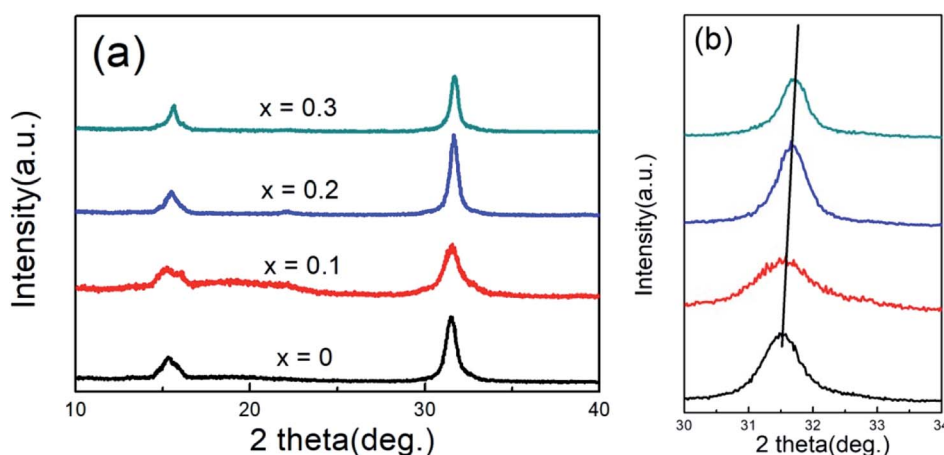 (a)
x = 0.3
x = 0.2
x = 0.1
x = 0
Intensity(a.u.)
10 20 30 40
2 theta(deg.)
(b)
Intensity(a.u.)
30 31 32 33 34
2 theta(deg.)